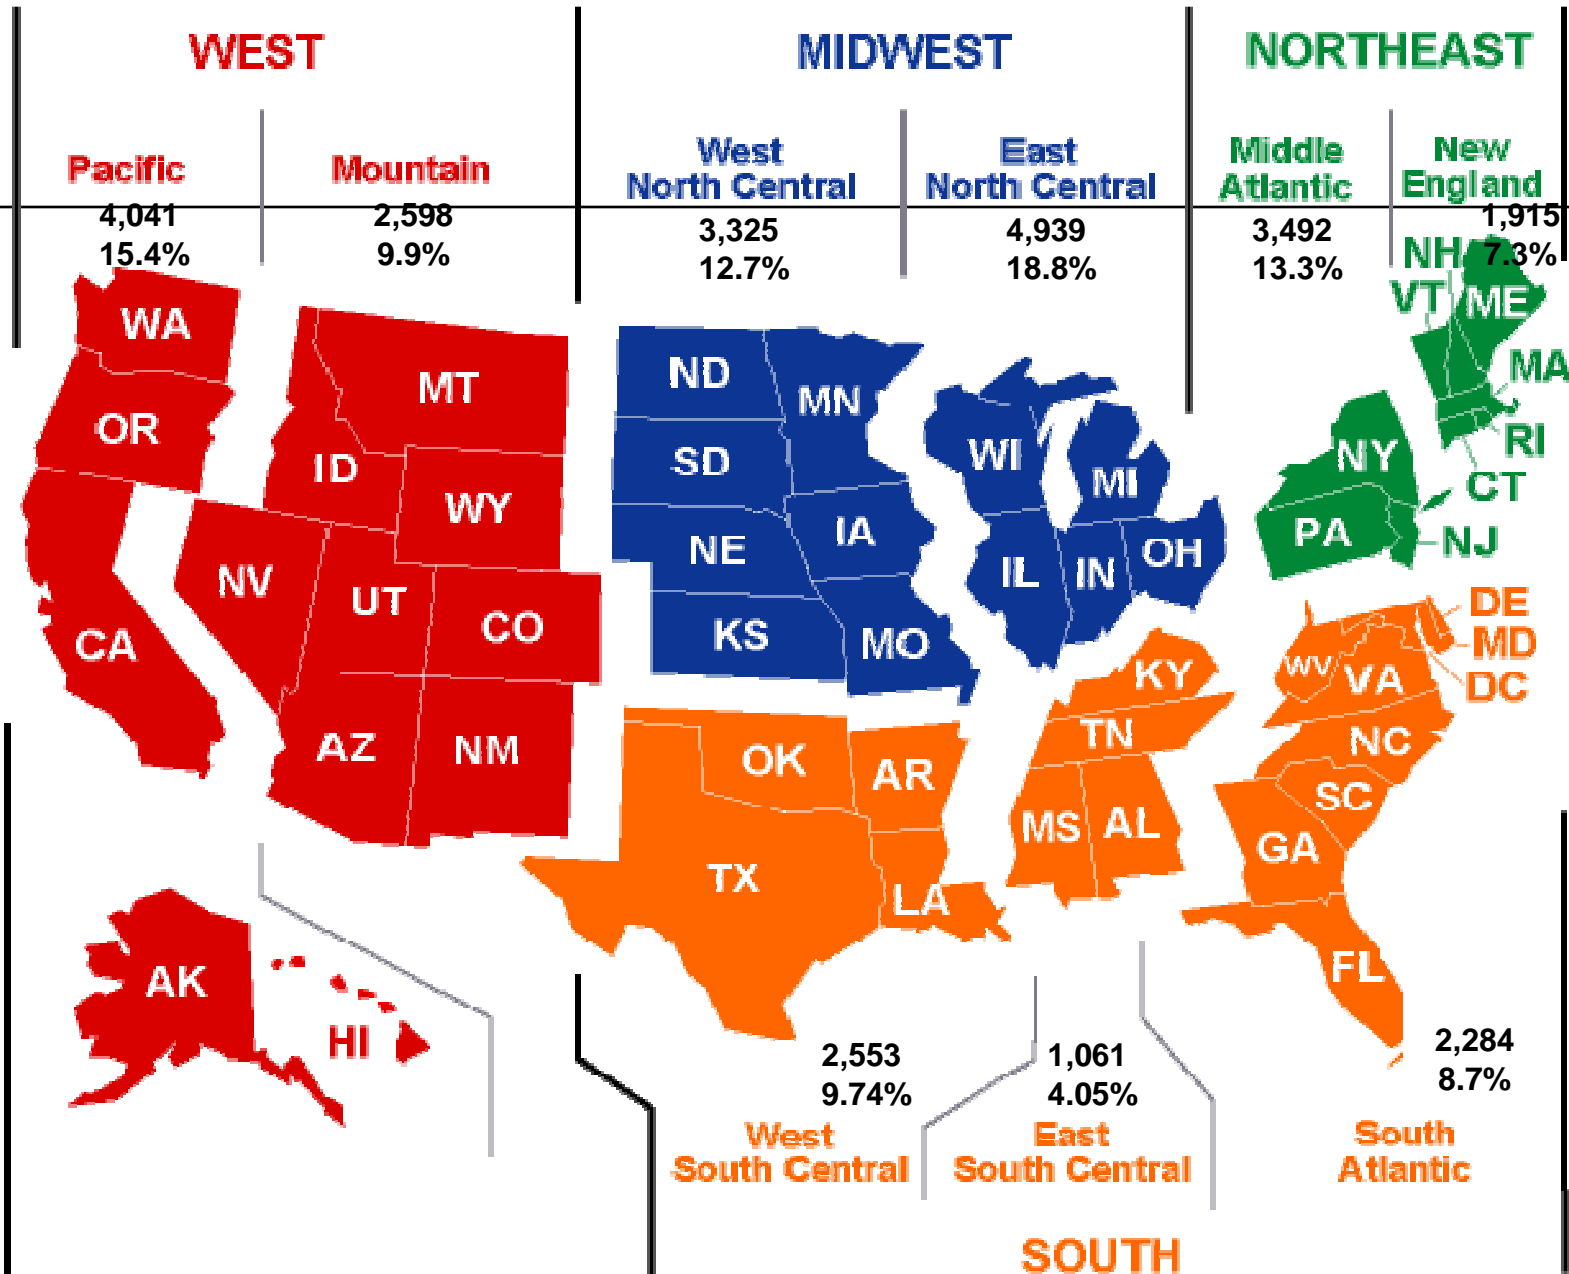 WEST
MIDWEST
NORTHEAST
Pacific
Mountain
West
North Central
East
North Central
Middle
Atlantic
New
England
4,041
15.4%
2,598
9.9%
3,325
12.7%
4,939
18.8%
3,492
13.3%
1,915
7.3%
NH
VT
ME
MA
RI
CT
NJ
NY
PA
WA
OR
CA
MT
ID
WY
NV
UT
CO
AZ
NM
ND
MN
SD
NE
IA
KS
MO
WI
MI
IL
IN
OH
DE
MD
DC
WV
VA
KY
TN
NC
SC
OK
AR
MS
AL
GA
TX
LA
FL
AK
HI
2,553
9.74%
1,061
4.05%
2,284
8.7%
West
South Central
East
South Central
South
Atlantic
SOUTH